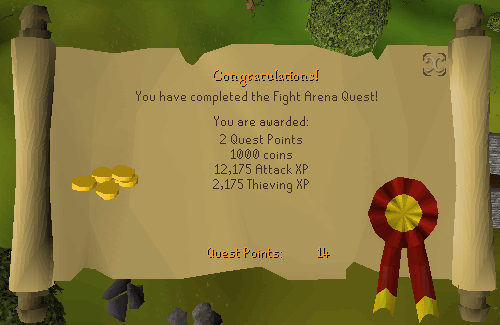 Congratulations!
You have completed the Fight Arena Quest!
You are awarded:
2 Quest Points
1000 coins
12,175 Attack XP
2,175 Thieving XP
Quest Points: 14